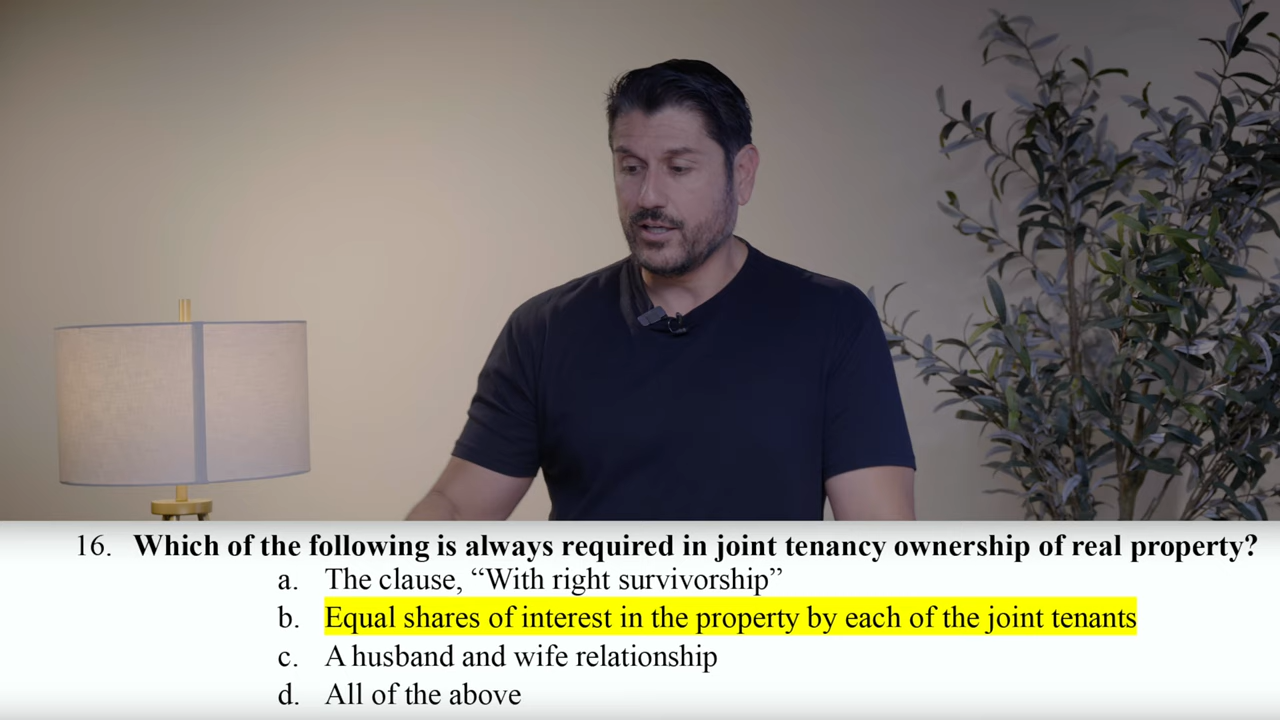 16. Which of the following is always required in joint tenancy ownership of real property?
a. The clause, “With right survivorship”
b. Equal shares of interest in the property by each of the joint tenants
c. A husband and wife relationship
d. All of the above